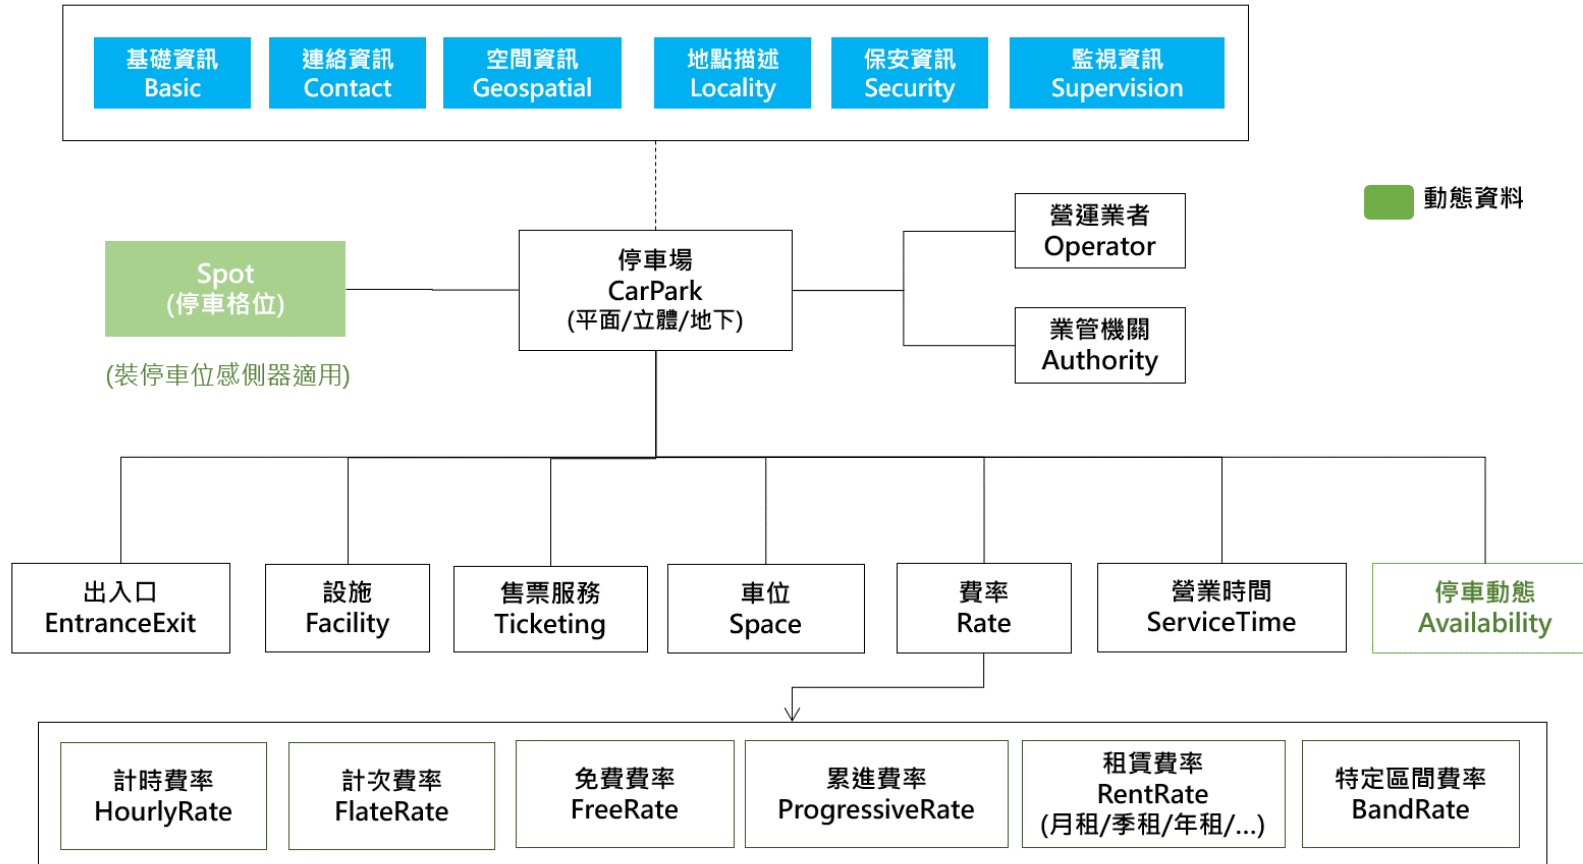 基礎資訊
Basic
連絡資訊
Contact
空間資訊
Geospatial
地點描述
Locality
保安資訊
Security
監視資訊
Supervision
動態資料
營運業者
Operator
Spot
(停車格位)
停車場
CarPark
(平面/立體/地下)
業管機關
Authority
(裝停車位感側器適用)
出入口
EntranceExit
設施
Facility
售票服務
Ticketing
車位
Space
費率
Rate
營業時間
ServiceTime
停車動態
Availability
計時費率
HourlyRate
計次費率
FlateRate
免費費率
FreeRate
累進費率
ProgressiveRate
租賃費率
RentRate
(月租/季租/年租/...)
特定區間費率
BandRate